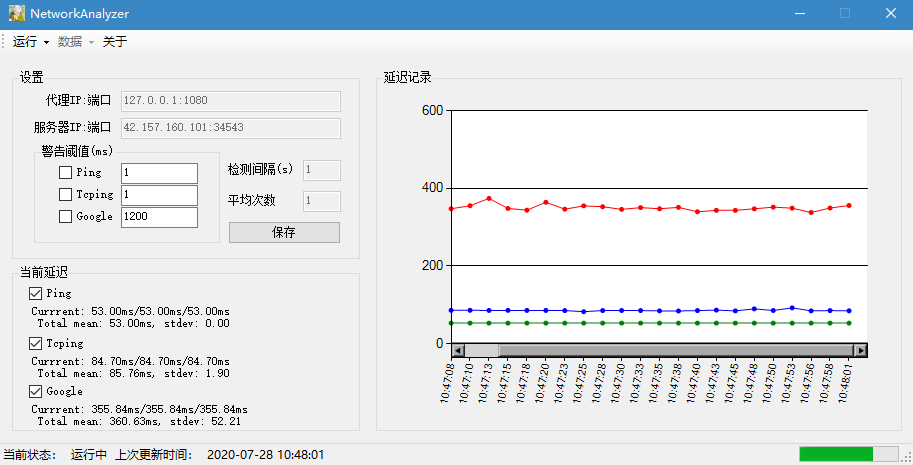 NetworkAnalyzer
运行 数据 关于
设置
代理IP:端口 127.0.0.1:1080
服务器IP:端口 42.157.160.101:34543
警告阈值(ms)
Ping 1
Tcping 1
Google 1200
检测间隔(s) 1
平均次数 1
保存
当前延迟
Ping
Currrent: 53.00ms/53.00ms/53.00ms
Total mean: 53.00ms, stdev: 0.00
Tcping
Currrent: 84.70ms/84.70ms/84.70ms
Total mean: 85.76ms, stdev: 1.90
Google
Currrent: 355.84ms/355.84ms/355.84ms
Total mean: 360.63ms, stdev: 52.21
延迟记录
600
400
200
0
10:47:08
10:47:10
10:47:13
10:47:15
10:47:18
10:47:20
10:47:23
10:47:25
10:47:28
10:47:30
10:47:33
10:47:35
10:47:38
10:47:40
10:47:43
10:47:45
10:47:48
10:47:50
10:47:53
10:47:56
10:47:58
10:48:01
当前状态: 运行中 上次更新时间: 2020-07-28 10:48:01